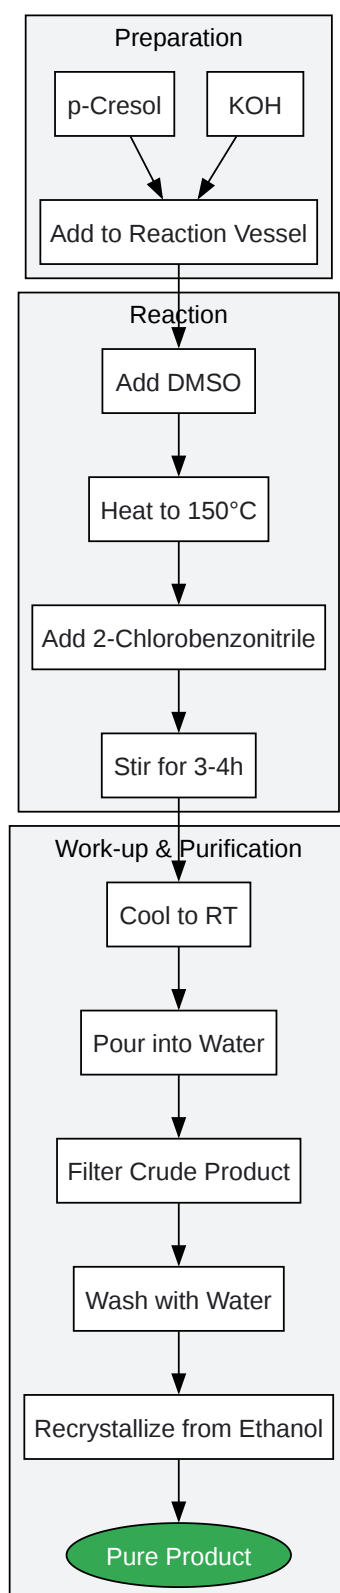 Preparation
p-Cresol
KOH
Add to Reaction Vessel
Reaction
Add DMSO
Heat to 150°C
Add 2-Chlorobenzonitrile
Stir for 3-4h
Work-up & Purification
Cool to RT
Pour into Water
Filter Crude Product
Wash with Water
Recrystallize from Ethanol
Pure Product